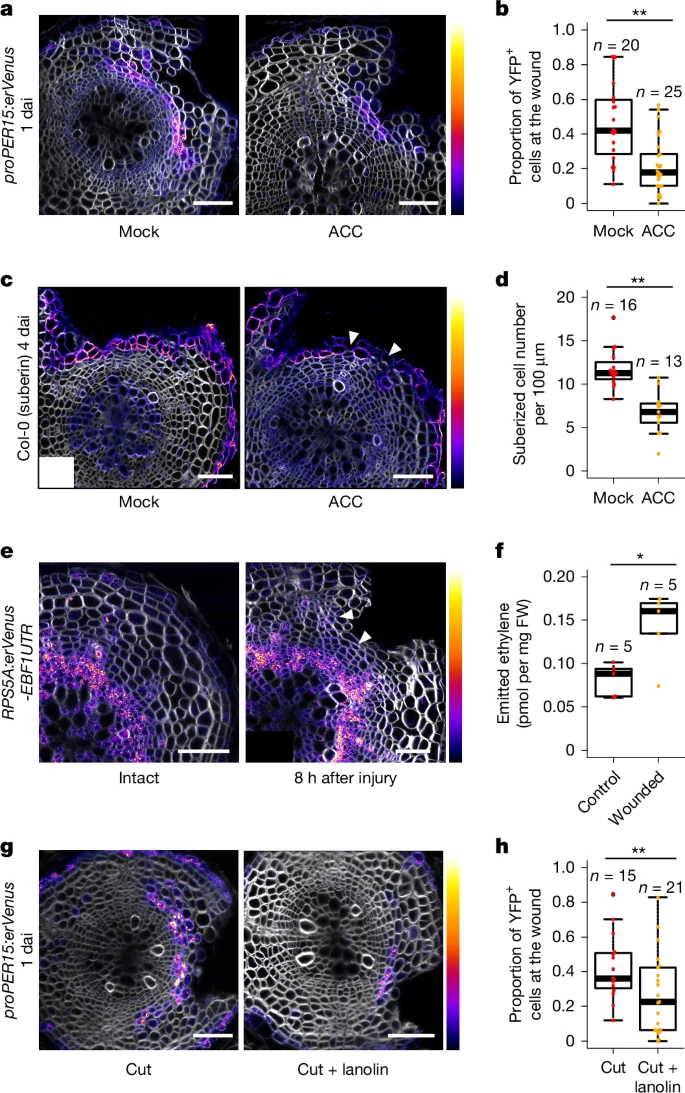 a
proPER15:erVenus
1 dai
Mock
ACC
b
Proportion of YFP+
cells at the wound
1.0
0.8
0.6
0.4
0.2
0
**
n = 20
n = 25
Mock
ACC
c
Col-0 (suberin) 4 dai
Mock
ACC
d
Suberized cell number
per 100 μm
20
15
10
5
0
**
n = 16
n = 13
Mock
ACC
e
RPS5A:erVenus
-EBF1UTR
Intact
8 h after injury
f
Emitted ethylene
(pmol per mg FW)
0.20
0.15
0.10
0.05
0
*
n = 5
n = 5
Control
Wounded
g
proPER15:erVenus
1 dai
Cut
Cut + lanolin
h
Proportion of YFP+
cells at the wound
1.0
0.8
0.6
0.4
0.2
0
**
n = 15
n = 21
Cut
Cut +
lanolin